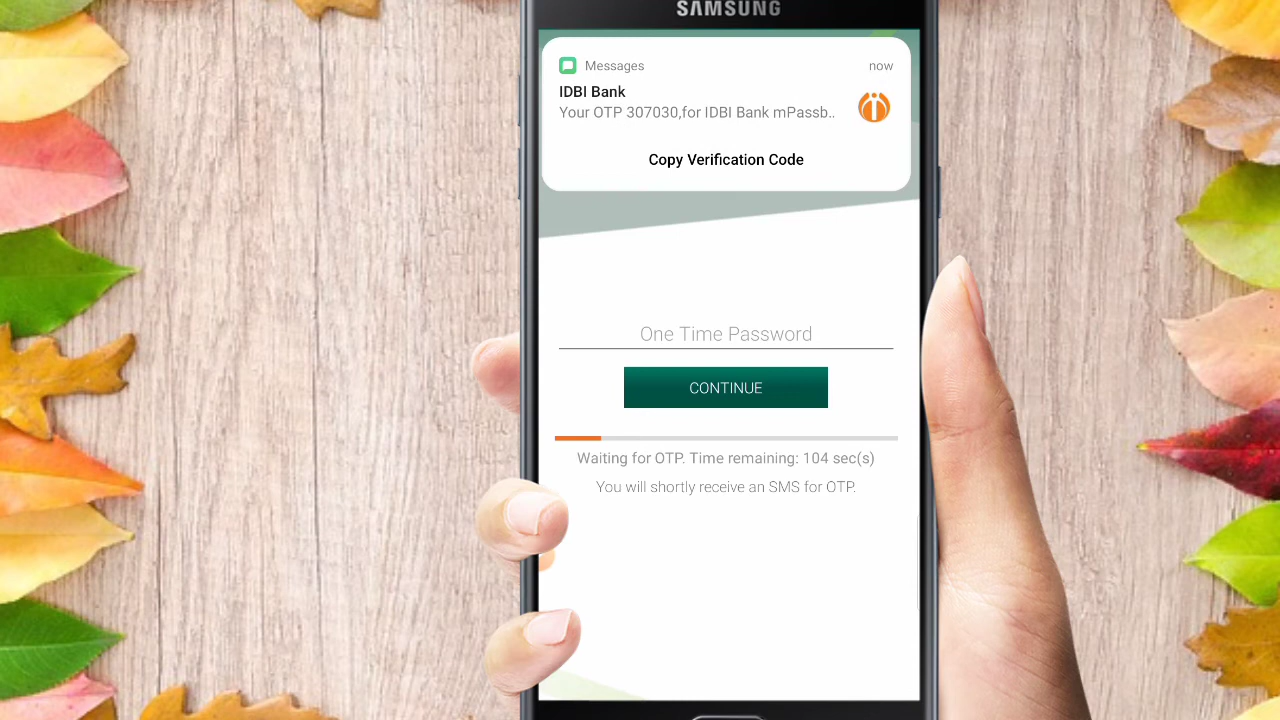 SAMSUNG
Messages now
IDBI Bank
Your OTP 307030,for IDBI Bank mPassb..
Copy Verification Code
One Time Password
CONTINUE
Waiting for OTP. Time remaining: 104 sec(s)
You will shortly receive an SMS for OTP.